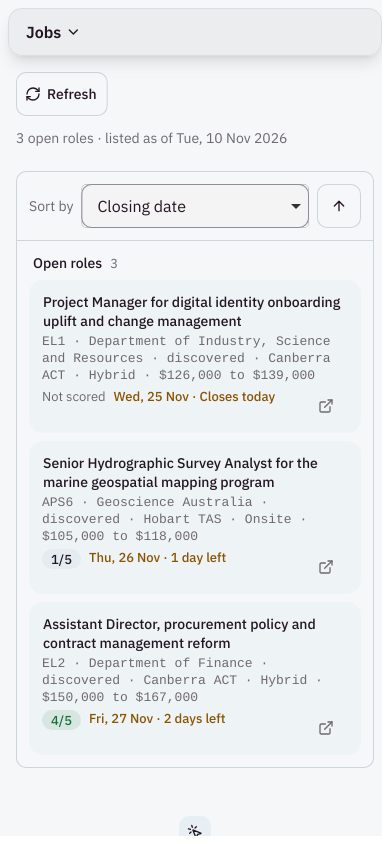 Jobs
Refresh
3 open roles · listed as of Tue, 10 Nov 2026
Sort by Closing date
Open roles 3
Project Manager for digital identity onboarding
uplift and change management
EL1 · Department of Industry, Science
and Resources · discovered · Canberra
ACT · Hybrid · $126,000 to $139,000
Not scored Wed, 25 Nov · Closes today
Senior Hydrographic Survey Analyst for the
marine geospatial mapping program
APS6 · Geoscience Australia ·
discovered · Hobart TAS · Onsite ·
$105,000 to $118,000
1/5 Thu, 26 Nov · 1 day left
Assistant Director, procurement policy and
contract management reform
EL2 · Department of Finance ·
discovered · Canberra ACT · Hybrid ·
$150,000 to $167,000
4/5 Fri, 27 Nov · 2 days left